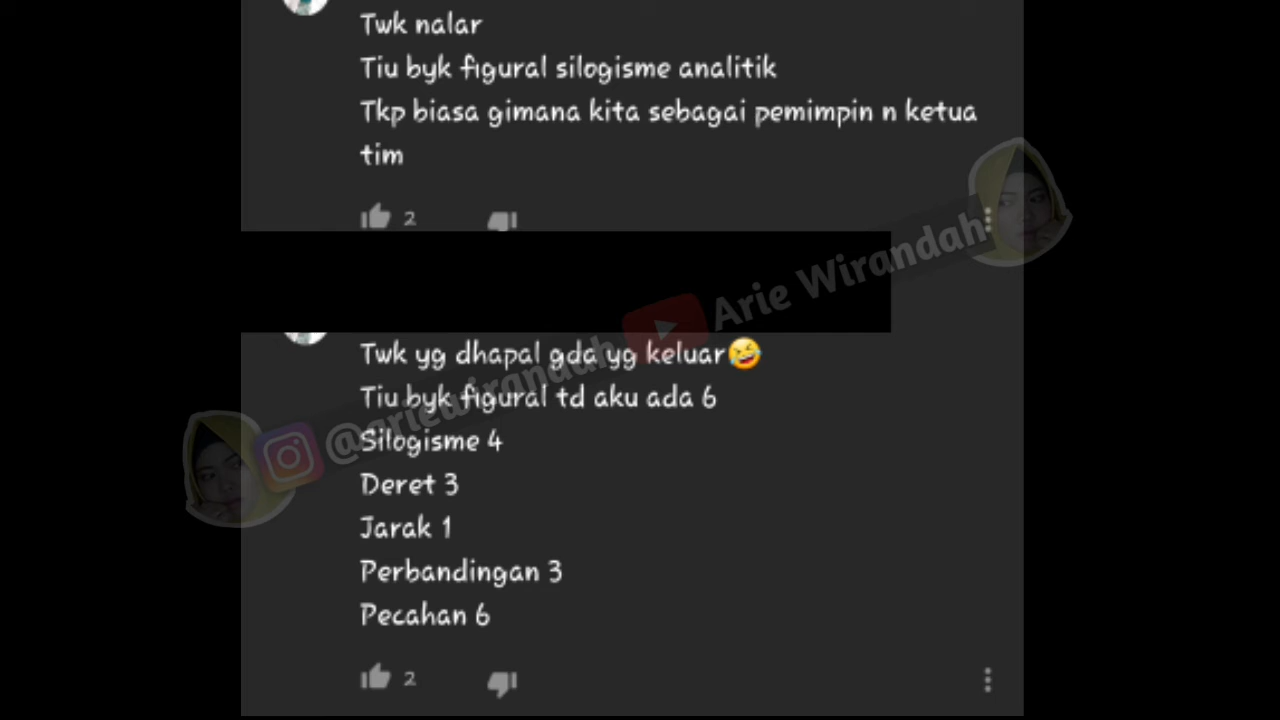 Twk nalar
Tiu byk figural silogisme analitik
Tkp biasa gimana kita sebagai pemimpin n ketua
tim
2
Arie Wirandah
Twk yg dhapal gda yg keluar🤣
@ariewirandah
Tiu byk figural td aku ada 6
Silogisme 4
Deret 3
Jarak 1
Perbandingan 3
Pecahan 6
2